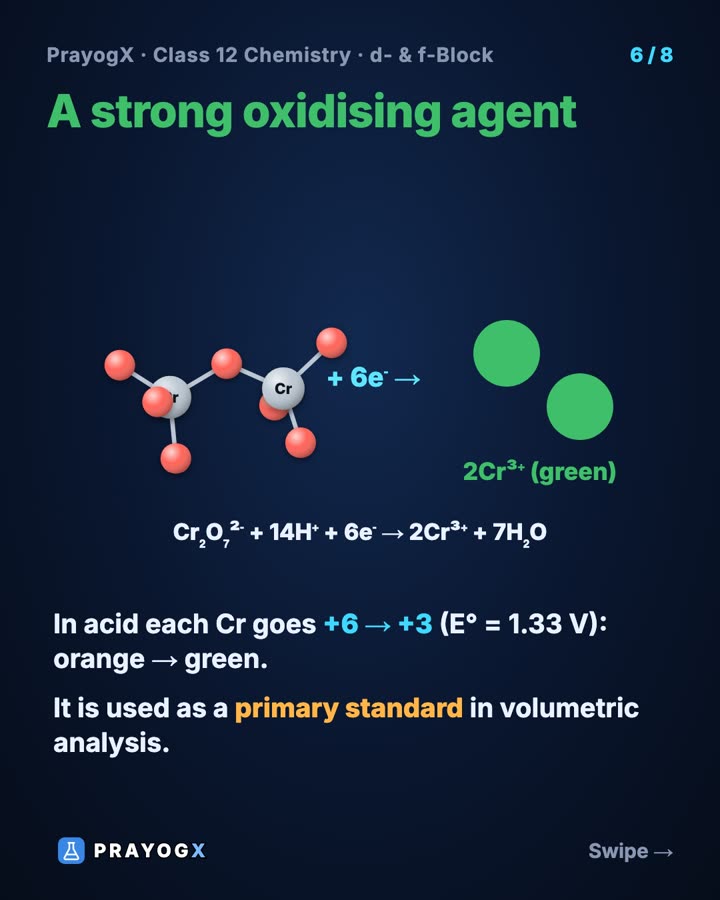 PrayogX · Class 12 Chemistry · d- & f-Block
6 / 8
A strong oxidising agent
r
Cr
+ 6e⁻ →
2Cr³⁺ (green)
Cr₂O₇²⁻ + 14H⁺ + 6e⁻ → 2Cr³⁺ + 7H₂O
In acid each Cr goes +6 → +3 (E° = 1.33 V):
orange → green.
It is used as a primary standard in volumetric
analysis.
PRAYOGX
Swipe →